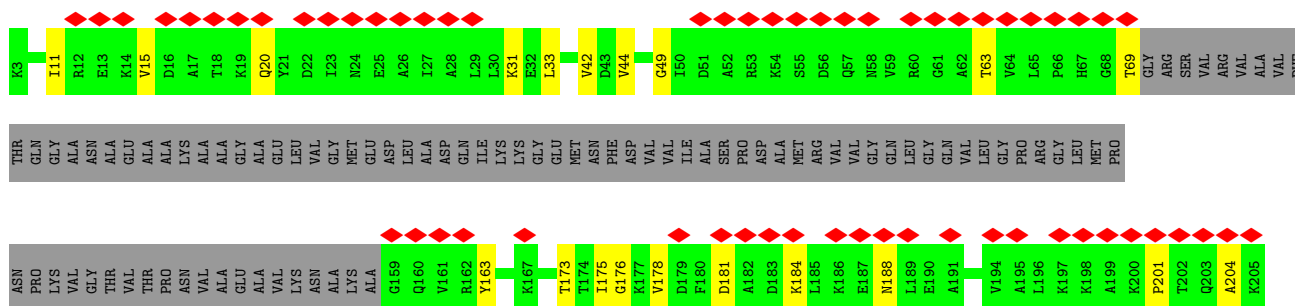 K3 I11 R12 E13 K14 V15 D16 A17 T18 K19 Q20 Y21 D22 I23 N24 E25 A26 I27 A28 L29 L30 K31 E32 L33 V42 D43 V44 G49 I50 D51 A52 R53 K54 S55 D56 Q57 N58 V59 R60 G61 A62 T63 V64 L65 P66 H67 G68 T69 GLY ARG SER VAL ARG VAL ALA VAL
THR GLN GLY ALA ASN ALA GLU ALA ALA LYS ALA ALA GLY ALA GLU LEU VAL GLY MET GLU ASP LEU ALA ASP GLN ILE LYS LYS GLY GLU MET ASN PHE ASP VAL VAL ILE ALA SER PRO ASP ALA MET ARG VAL VAL GLY GLN LEU GLY GLN VAL LEU GLY PRO ARG GLY LEU MET PRO
ASN PRO LYS VAL GLY THR VAL THR PRO ASN VAL ALA GLU ALA VAL LYS ASN ALA LYS ALA G159 Q160 V161 R162 Y163 K167 T173 T174 I175 G176 K177 V178 D179 F180 D181 A182 D183 K184 L185 K186 E187 N188 L189 E190 A191 V194 A195 L196 K197 K198 A199 K200 P201 T202 Q203 A204 K205